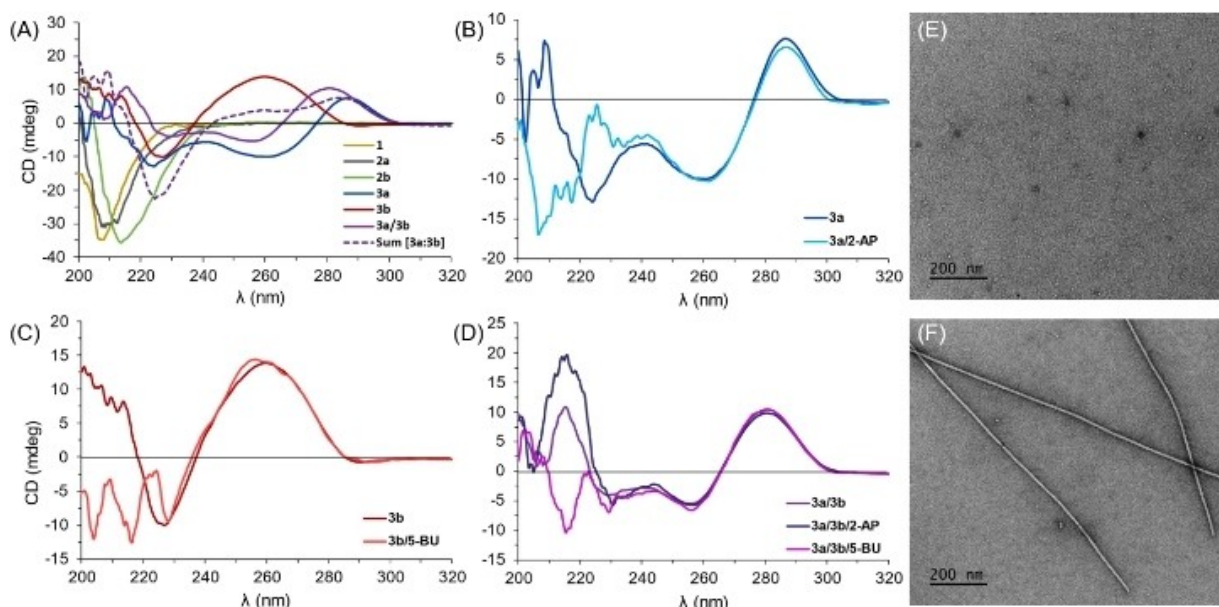 (A)
30
20
10
0
-10
-20
-30
-40
CD (mdeg)
200 220 240 260 280 300 320
λ (nm)
1
2a
2b
3a
3b
3a/3b
Sum [3a:3b]
(B)
10
5
0
-5
-10
-15
-20
200 220 240 260 280 300 320
λ (nm)
3a
3a/2-AP
(E)
200 nm
(C)
20
15
10
5
0
-5
-10
-15
CD (mdeg)
200 220 240 260 280 300 320
λ (nm)
3b
3b/5-BU
(D)
25
20
15
10
5
0
-5
-10
-15
200 220 240 260 280 300 320
λ (nm)
3a/3b
3a/3b/2-AP
3a/3b/5-BU
(F)
200 nm